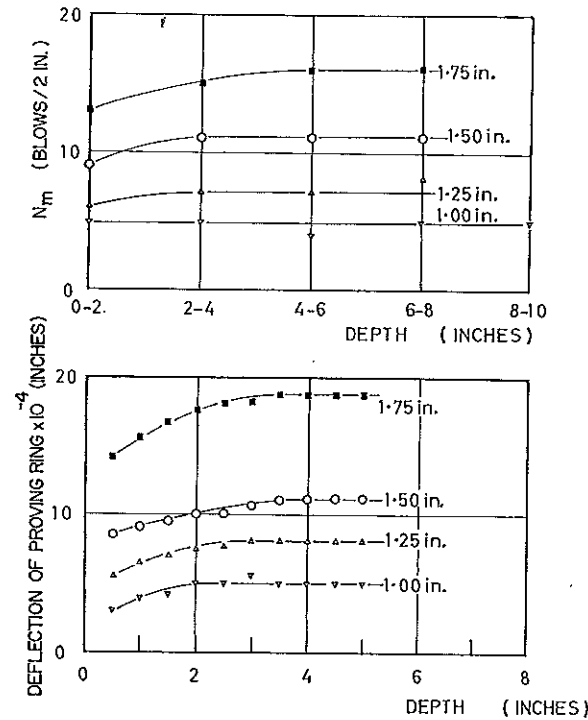 20
N_m (BLOWS/2 IN.)
1·75 in.
1·50 in.
10
1·25 in.
1·00 in.
0
0-2.
2-4
4-6
6-8
8-10
DEPTH (INCHES)
DEFLECTION OF PROVING RING x10^-4 (INCHES)
20
1·75 in.
1·50 in.
10
1·25 in.
1·00 in.
0
0
2
4
6
8
DEPTH (INCHES)